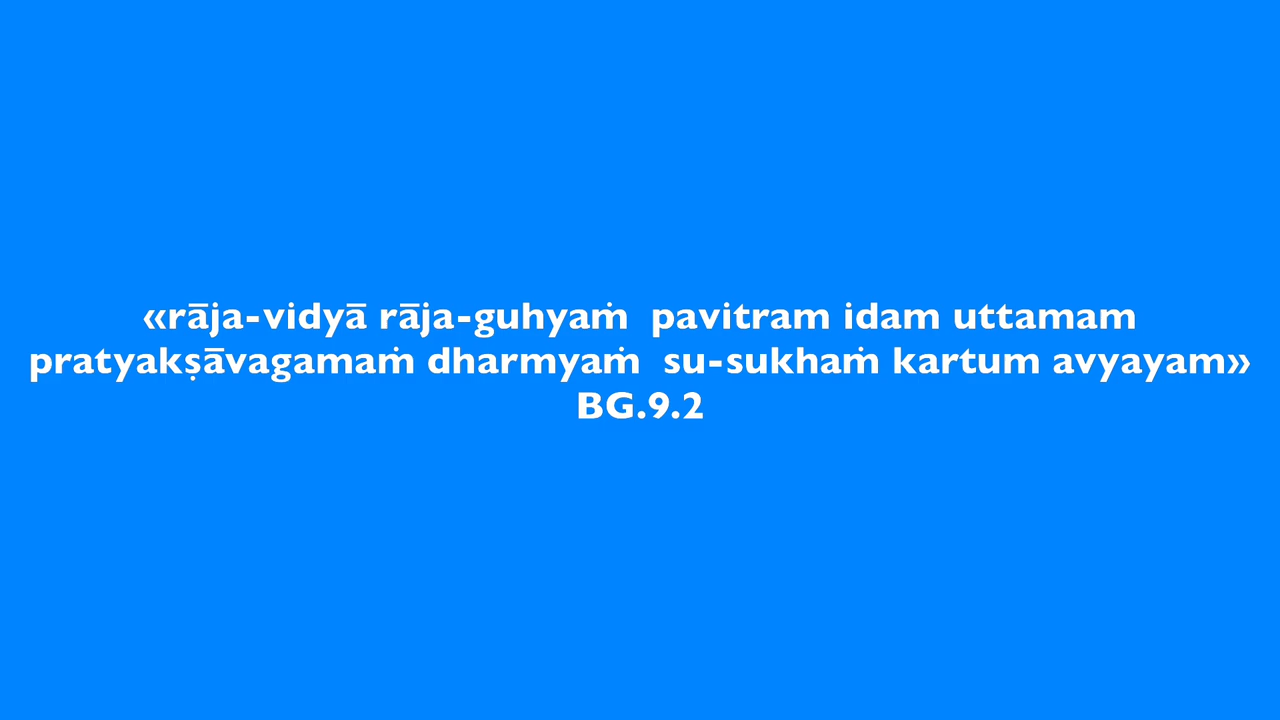 «rāja-vidyā rāja-guhyaṁ  pavitram idam uttamam
pratyakṣāvagamaṁ dharmyaṁ  su-sukhaṁ kartum avyayam»
BG.9.2